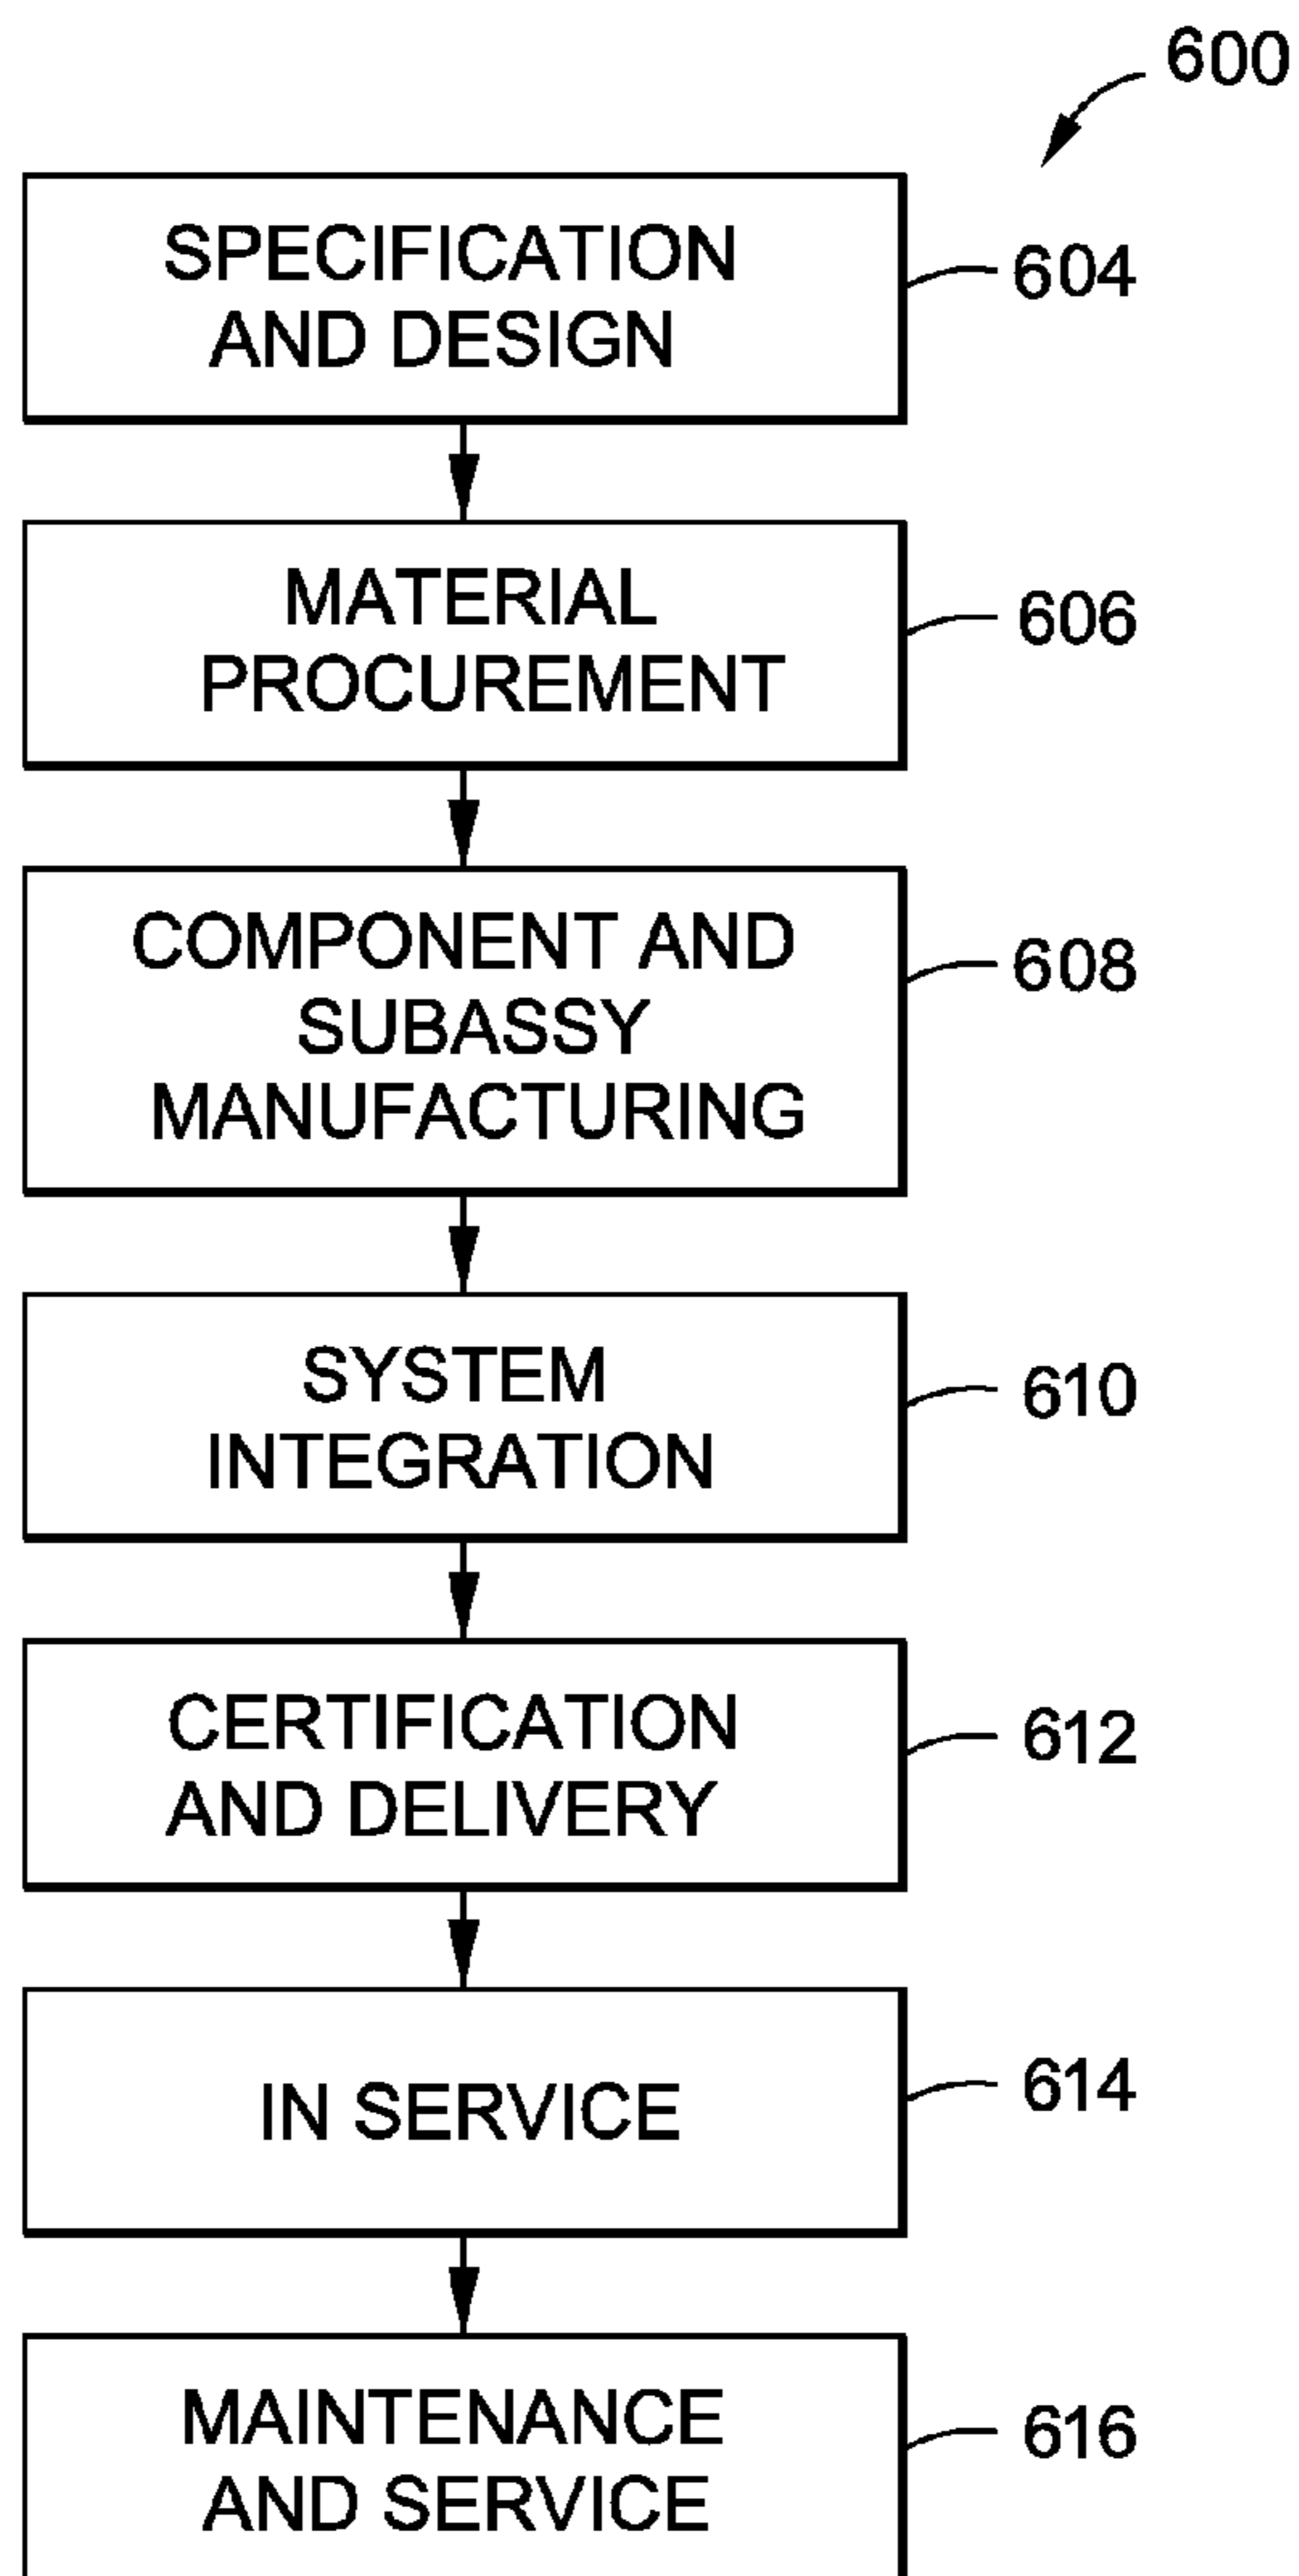 600
SPECIFICATION
AND DESIGN
604
MATERIAL
PROCUREMENT
606
COMPONENT AND
SUBASSY
MANUFACTURING
608
SYSTEM
INTEGRATION
610
CERTIFICATION
AND DELIVERY
612
IN SERVICE
614
MAINTENANCE
AND SERVICE
616